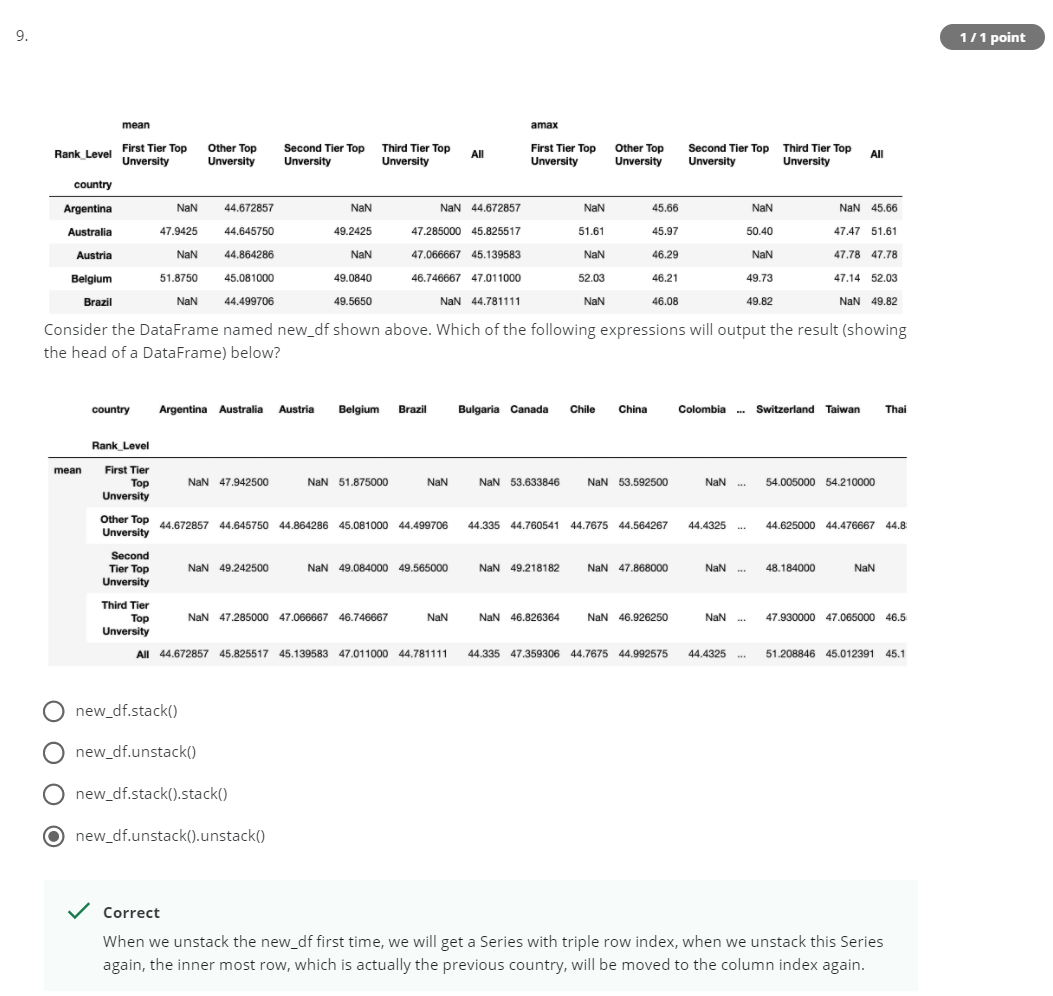 9.
1 / 1 point
mean amax
Rank_Level First Tier Top Unversity Other Top Unversity Second Tier Top Unversity Third Tier Top Unversity All First Tier Top Unversity Other Top Unversity Second Tier Top Unversity Third Tier Top Unversity All
country
Argentina NaN 44.672857 NaN NaN 44.672857 NaN 45.66 NaN NaN 45.66
Australia 47.9425 44.645750 49.2425 47.285000 45.825517 51.61 45.97 50.40 47.47 51.61
Austria NaN 44.864286 NaN 47.066667 45.139583 NaN 46.29 NaN 47.78 47.78
Belgium 51.8750 45.081000 49.0840 46.746667 47.011000 52.03 46.21 49.73 47.14 52.03
Brazil NaN 44.499706 49.5650 NaN 44.781111 NaN 46.08 49.82 NaN 49.82
Consider the DataFrame named new_df shown above. Which of the following expressions will output the result (showing
the head of a DataFrame) below?
country Argentina Australia Austria Belgium Brazil Bulgaria Canada Chile China Colombia ... Switzerland Taiwan Thai
Rank_Level
mean First Tier Top Unversity NaN 47.942500 NaN 51.875000 NaN NaN 53.633846 NaN 53.592500 NaN ... 54.005000 54.210000
Other Top Unversity 44.672857 44.645750 44.864286 45.081000 44.499706 44.335 44.760541 44.7675 44.564267 44.4325 ... 44.625000 44.476667 44.8
Second Tier Top Unversity NaN 49.242500 NaN 49.084000 49.565000 NaN 49.218182 NaN 47.868000 NaN ... 48.184000 NaN
Third Tier Top Unversity NaN 47.285000 47.066667 46.746667 NaN NaN 46.826364 NaN 46.926250 NaN ... 47.930000 47.065000 46.5
All 44.672857 45.825517 45.139583 47.011000 44.781111 44.335 47.359306 44.7675 44.992575 44.4325 ... 51.208846 45.012391 45.1
new_df.stack()
new_df.unstack()
new_df.stack().stack()
new_df.unstack().unstack()
Correct
When we unstack the new_df first time, we will get a Series with triple row index, when we unstack this Series
again, the inner most row, which is actually the previous country, will be moved to the column index again.